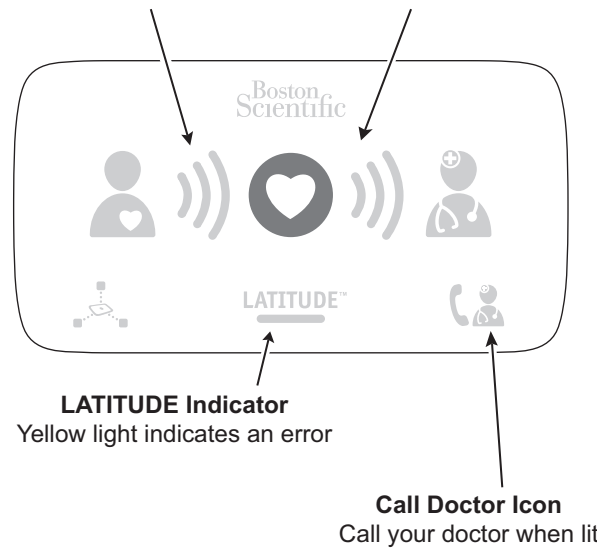 Boston
Scientific
LATITUDE™
LATITUDE Indicator
Yellow light indicates an error
Call Doctor Icon
Call your doctor when lit